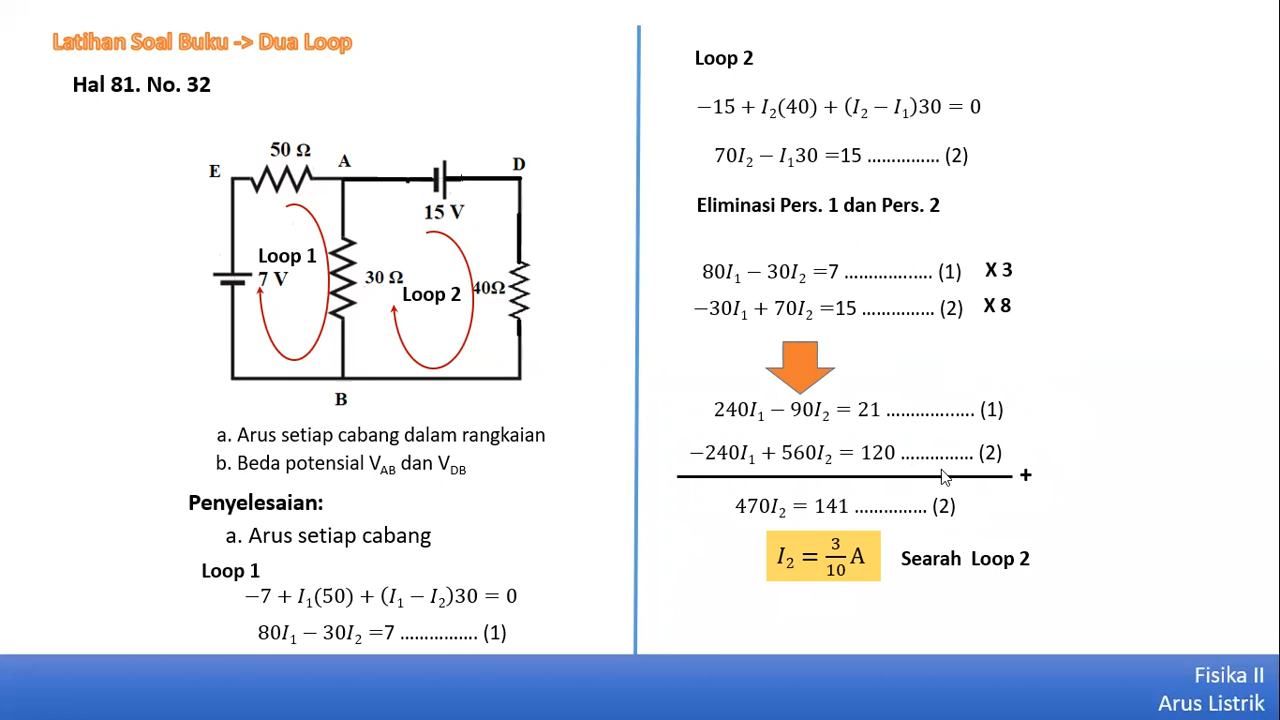 Latihan Soal Buku -> Dua Loop
Hal 81. No. 32
50 Ω
E
A
D
15 V
Loop 1
7 V
30 Ω
Loop 2
40Ω
B
a. Arus setiap cabang dalam rangkaian
b. Beda potensial V_AB dan V_DB
Penyelesaian:
a. Arus setiap cabang
Loop 1
−7 + I₁(50) + (I₁ − I₂)30 = 0
80I₁ − 30I₂ =7 ................ (1)
Loop 2
−15 + I₂(40) + (I₂ − I₁)30 = 0
70I₂ − I₁30 =15 .............. (2)
Eliminasi Pers. 1 dan Pers. 2
80I₁ − 30I₂ =7 .................. (1) X 3
−30I₁ + 70I₂ =15 .............. (2) X 8
240I₁ − 90I₂ = 21 .................. (1)
−240I₁ + 560I₂ = 120 .............. (2)
+
470I₂ = 141 .............. (2)
I₂ = 3/10 A Searah Loop 2
Fisika II
Arus Listrik